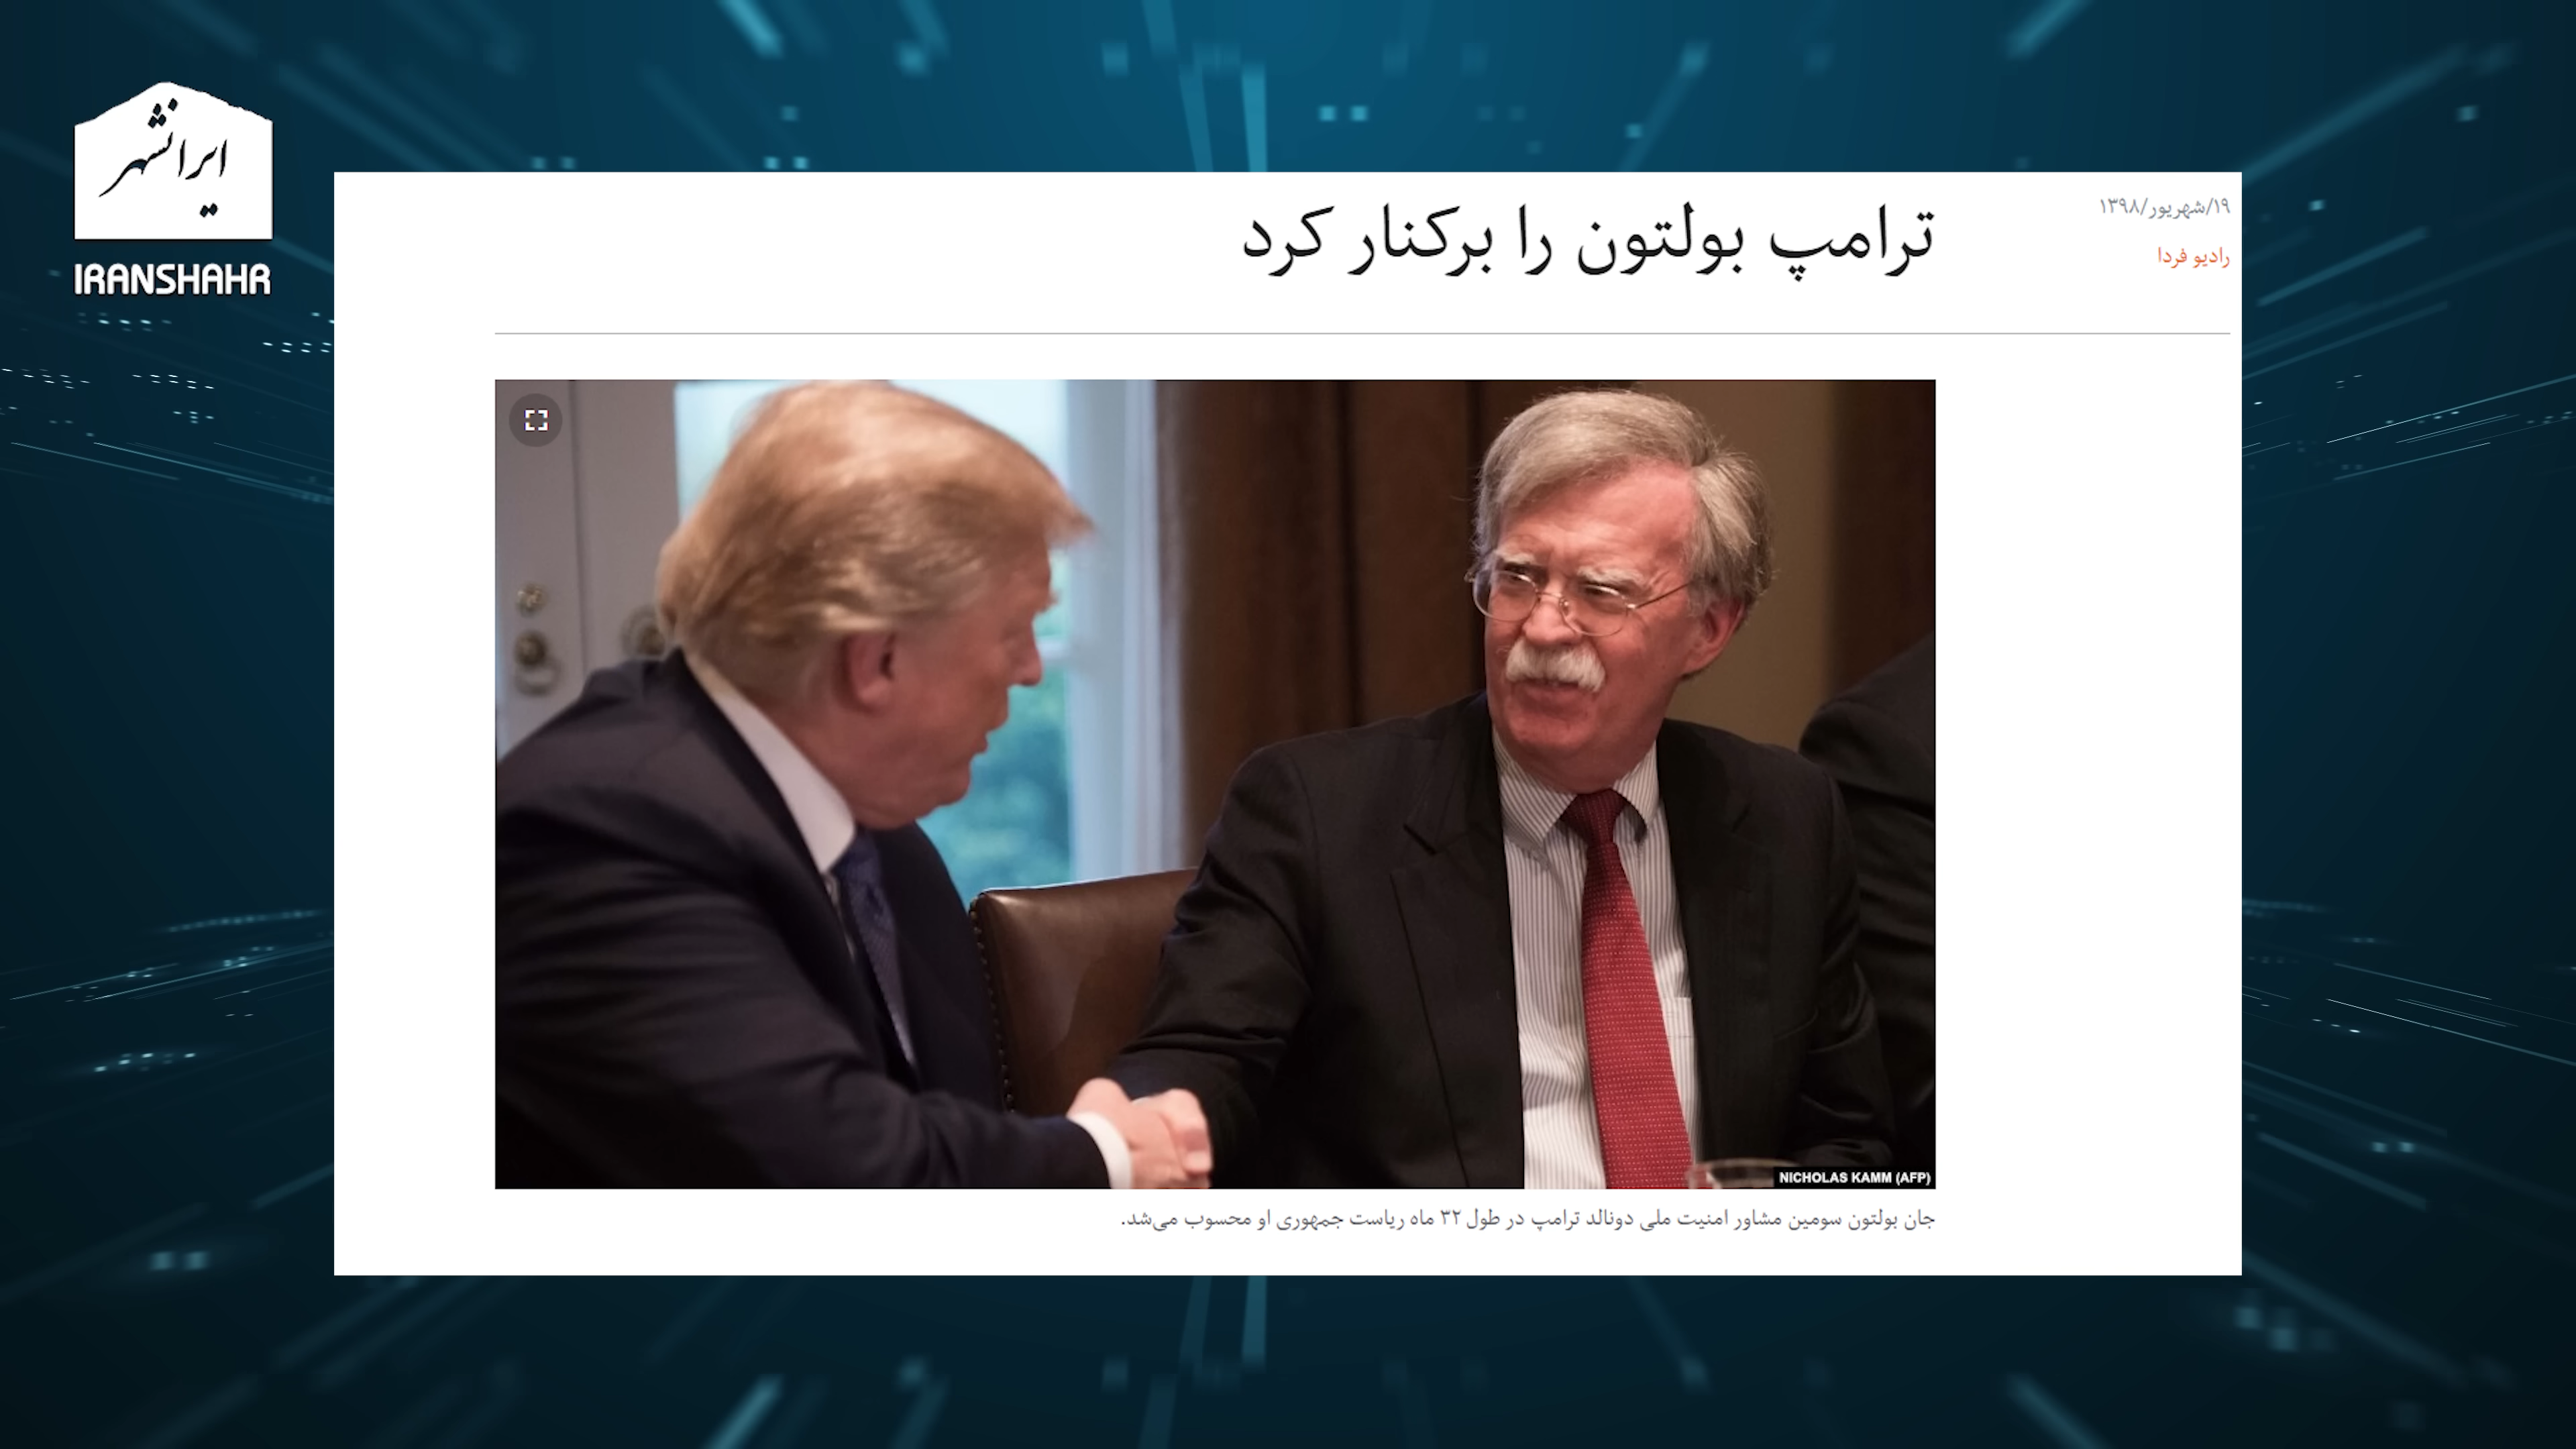 ایرانشهر
IRANSHAHR
۱۹/شهریور/۱۳۹۸
رادیو فردا
ترامپ بولتون را برکنار کرد
NICHOLAS KAMM (AFP)
جان بولتون سومین مشاور امنیت ملی دونالد ترامپ در طول ۳۲ ماه ریاست جمهوری او محسوب می‌شد.